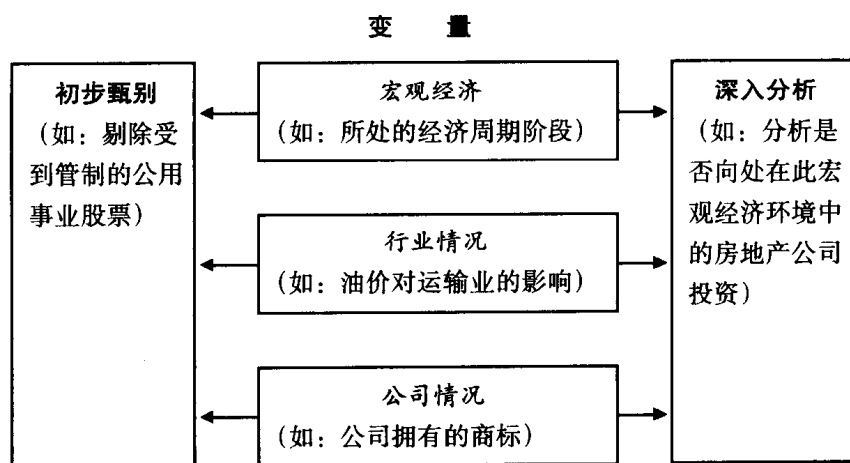 变 量
初步甄别
（如：剔除受
到管制的公用
事业股票）
宏观经济
（如：所处的经济周期阶段）
行业情况
（如：油价对运输业的影响）
公司情况
（如：公司拥有的商标）
深入分析
（如：分析是
否向处在此宏
观经济环境中
的房地产公司
投资）